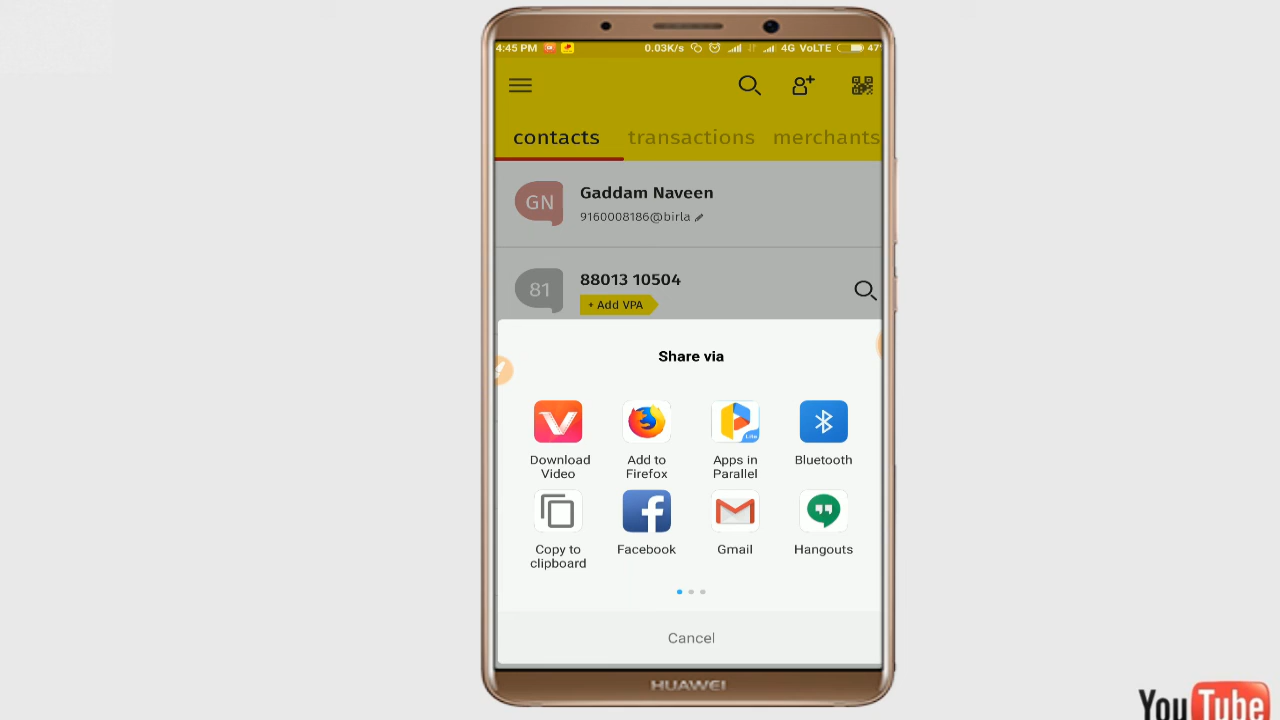 4:45 PM 0.03K/s 4G VoLTE 47
contacts transactions merchants
GN Gaddam Naveen
9160008186@birla
81 88013 10504
+ Add VPA
Share via
Lite
Download Video
Add to Firefox
Apps in Parallel
Bluetooth
Copy to clipboard
Facebook
Gmail
Hangouts
Cancel
HUAWEI
YouTube